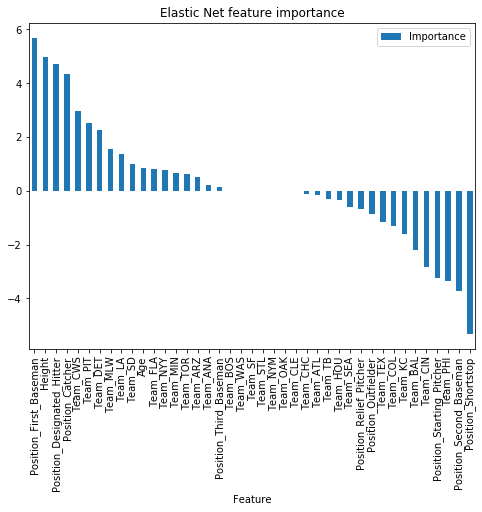 Elastic Net feature importance
Importance
6
4
2
0
−2
−4
Position_First_Baseman
Height
Position_Designated_Hitter
Position_Catcher
Team_CWS
Team_PIT
Team_DET
Team_MLW
Team_LA
Team_SD
Age
Team_FLA
Team_NYY
Team_MIN
Team_TOR
Team_ARZ
Team_ANA
Position_Third_Baseman
Team_BOS
Team_WAS
Team_SF
Team_STL
Team_NYM
Team_OAK
Team_CLE
Team_CHC
Team_ATL
Team_TB
Team_HOU
Team_SEA
Position_Relief_Pitcher
Position_Outfielder
Team_TEX
Team_COL
Team_KC
Team_BAL
Team_CIN
Position_Starting_Pitcher
Team_PHI
Position_Second_Baseman
Position_Shortstop
Feature